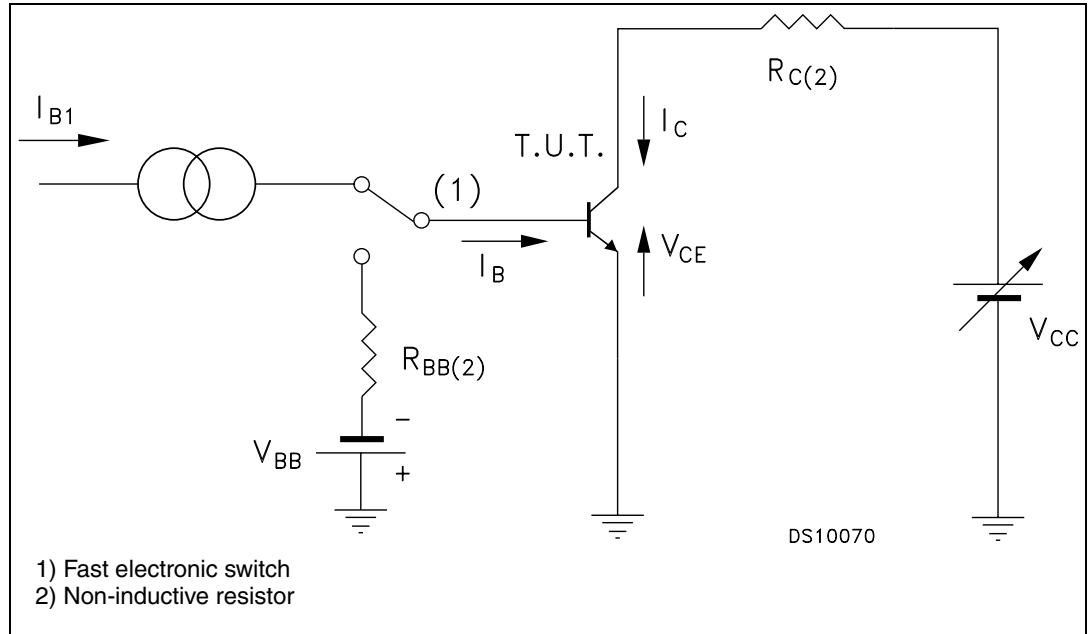 R_C(2)
I_B1
I_C
T.U.T.
(1)
V_CE
I_B
V_CC
R_BB(2)
−
V_BB
+
DS10070
1) Fast electronic switch
2) Non-inductive resistor